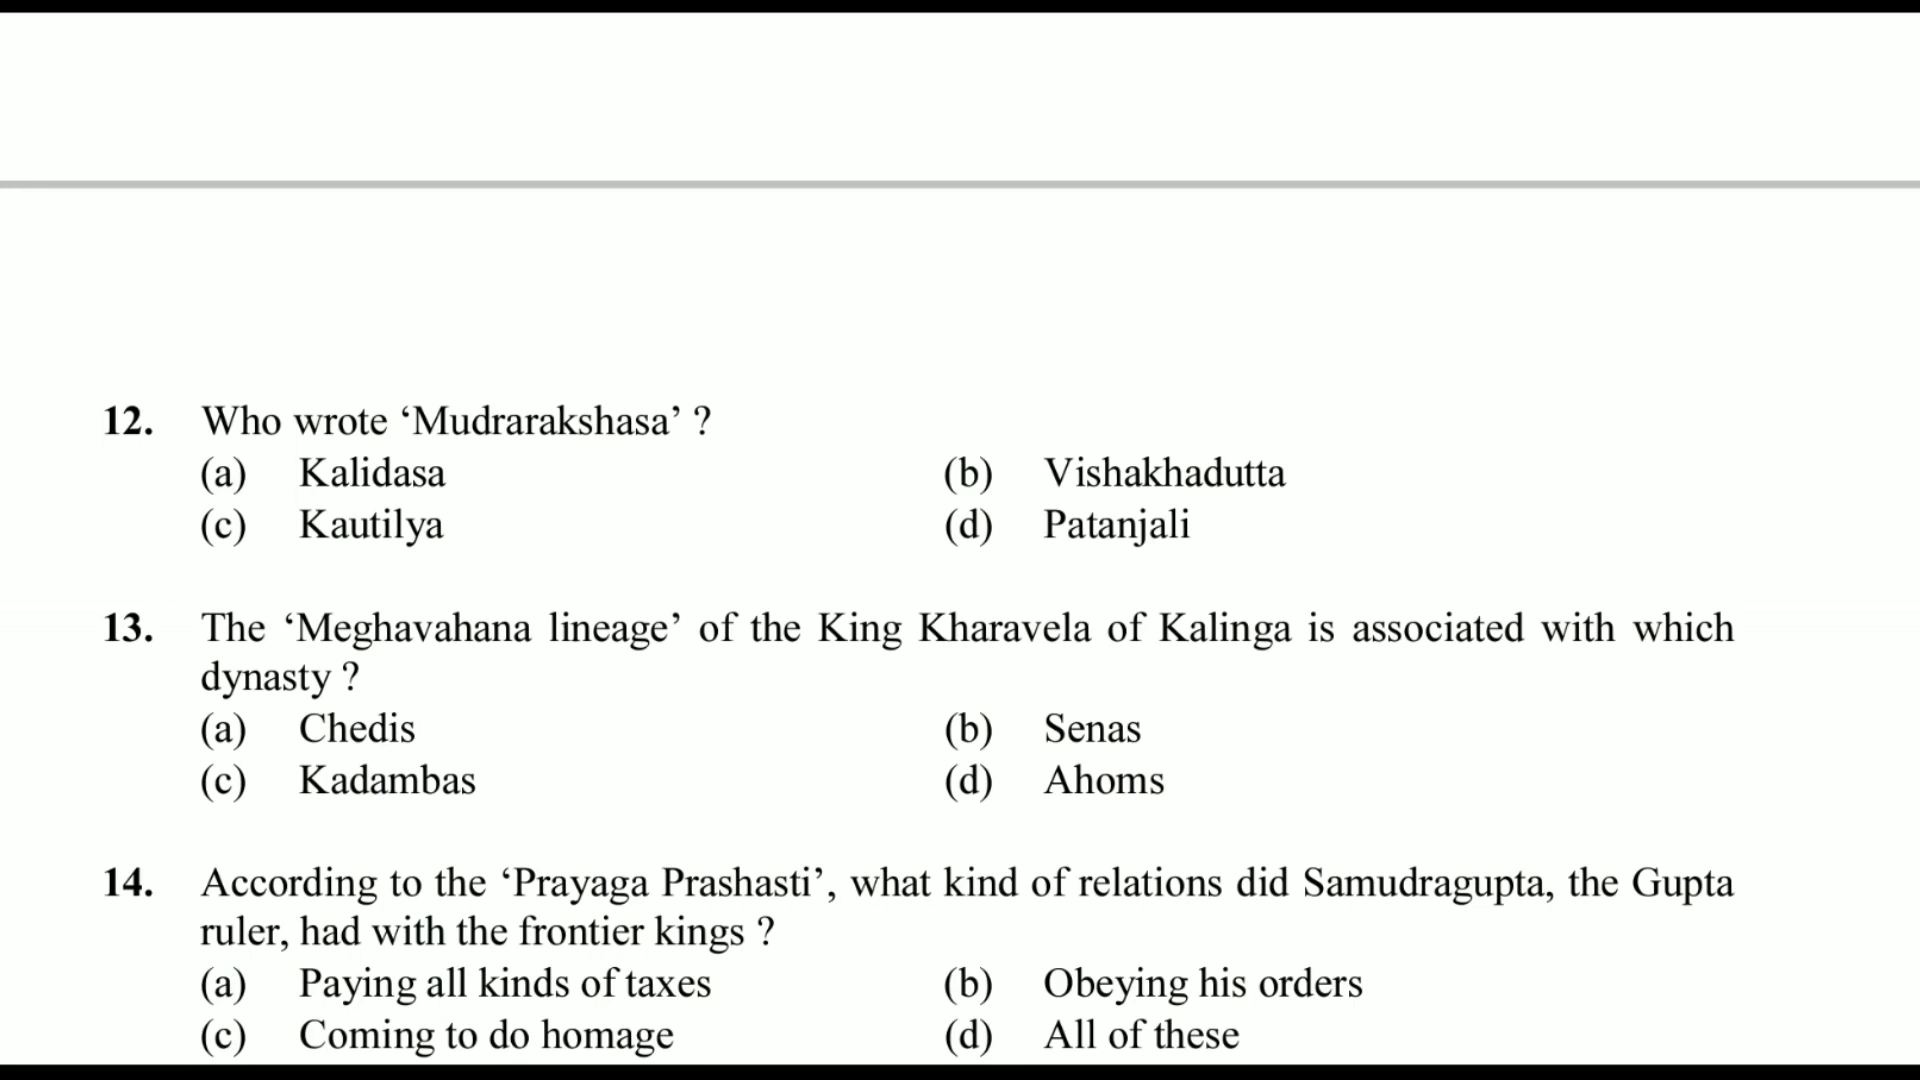 12. Who wrote ‘Mudrarakshasa’ ?
(a) Kalidasa (b) Vishakhadutta
(c) Kautilya (d) Patanjali
13. The ‘Meghavahana lineage’ of the King Kharavela of Kalinga is associated with which
dynasty ?
(a) Chedis (b) Senas
(c) Kadambas (d) Ahoms
14. According to the ‘Prayaga Prashasti’, what kind of relations did Samudragupta, the Gupta
ruler, had with the frontier kings ?
(a) Paying all kinds of taxes (b) Obeying his orders
(c) Coming to do homage (d) All of these